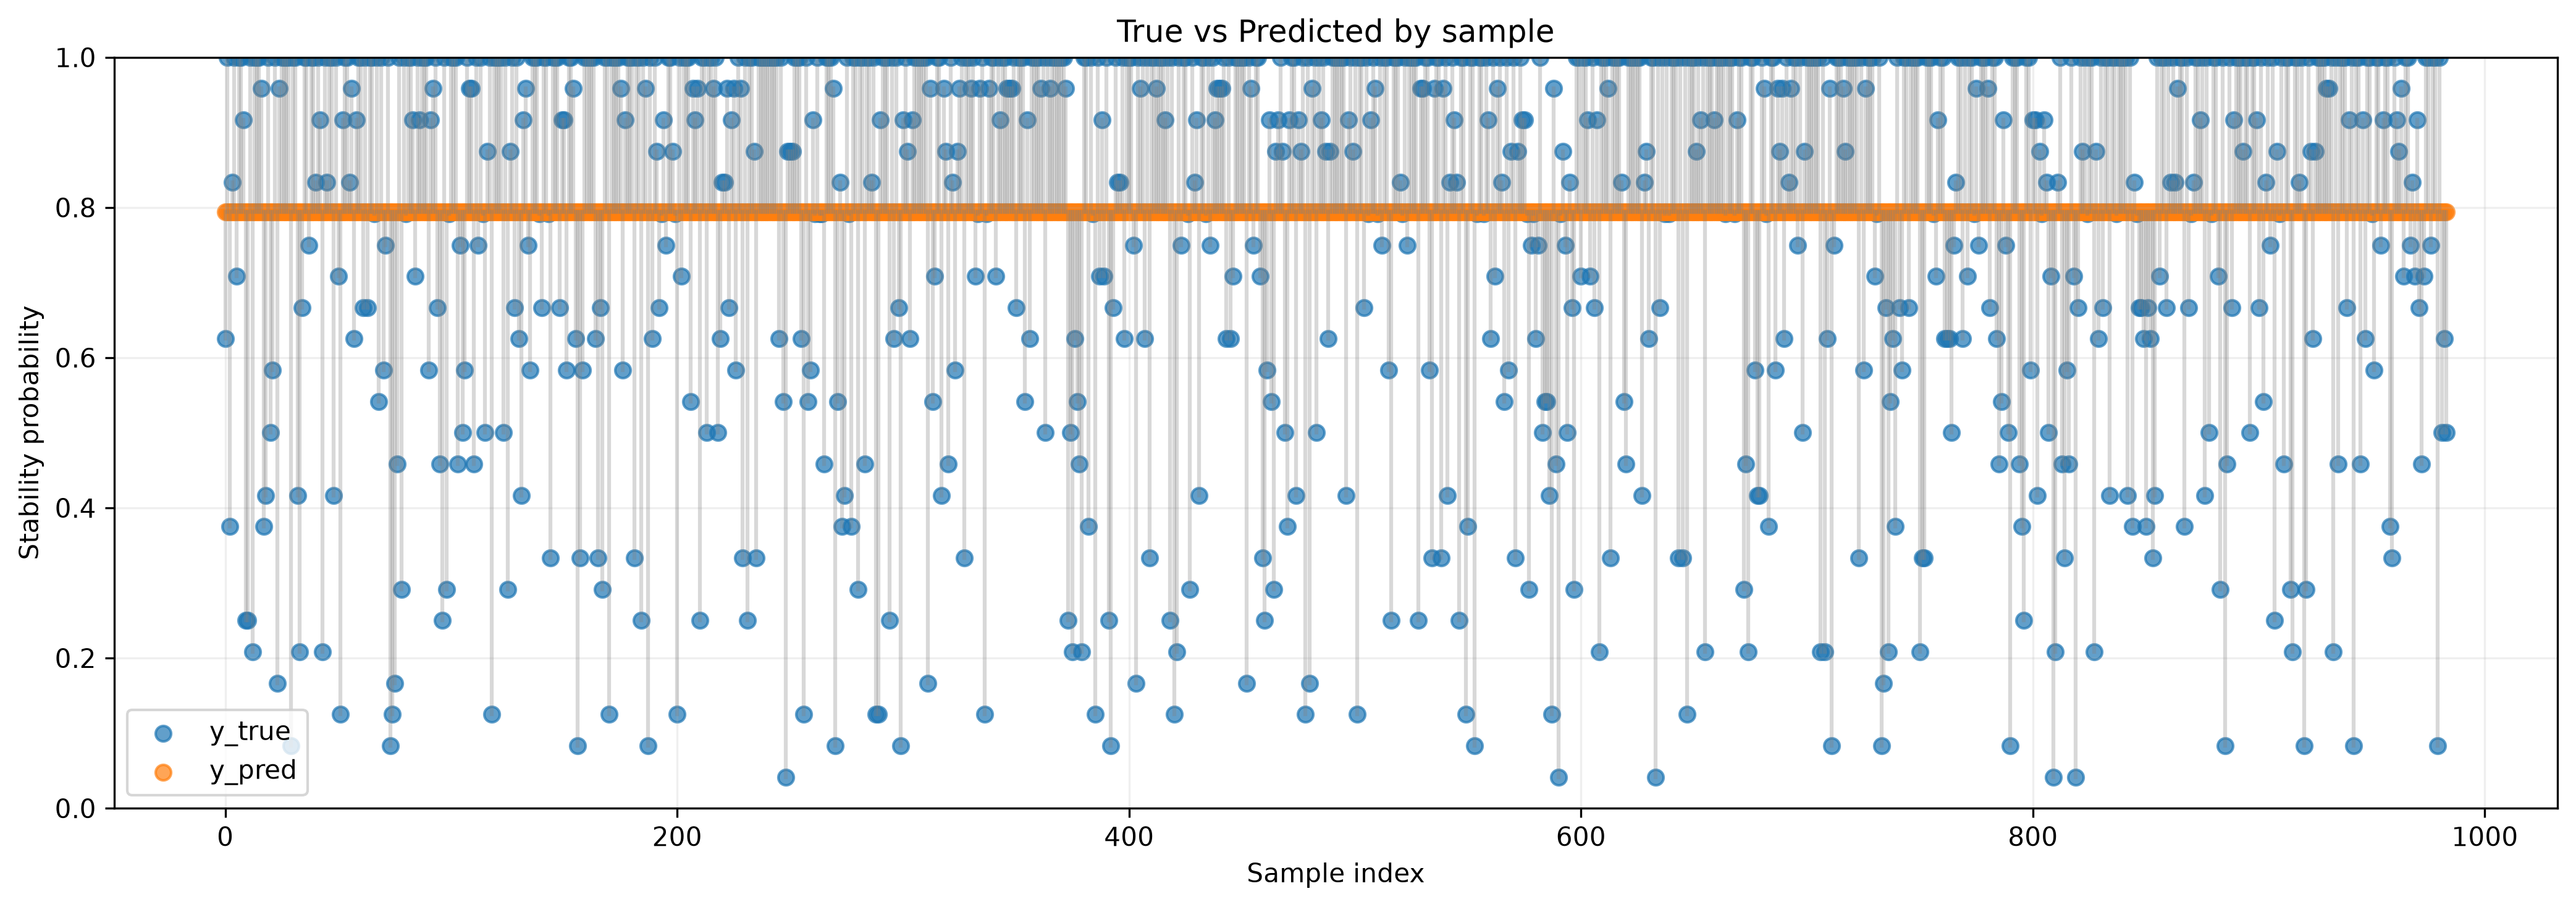 True vs Predicted by sample
Stability probability
1.0
0.8
0.6
0.4
0.2
0.0
y_true
y_pred
0 200 400 600 800 1000
Sample index